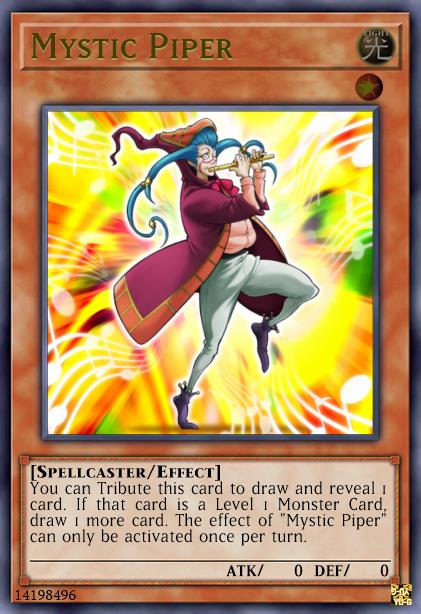 Mystic Piper
LIGHT
光
[Spellcaster/Effect]
You can Tribute this card to draw and reveal 1
card. If that card is a Level 1 Monster Card,
draw 1 more card. The effect of "Mystic Piper"
can only be activated once per turn.
ATK/ 0 DEF/ 0
14198496